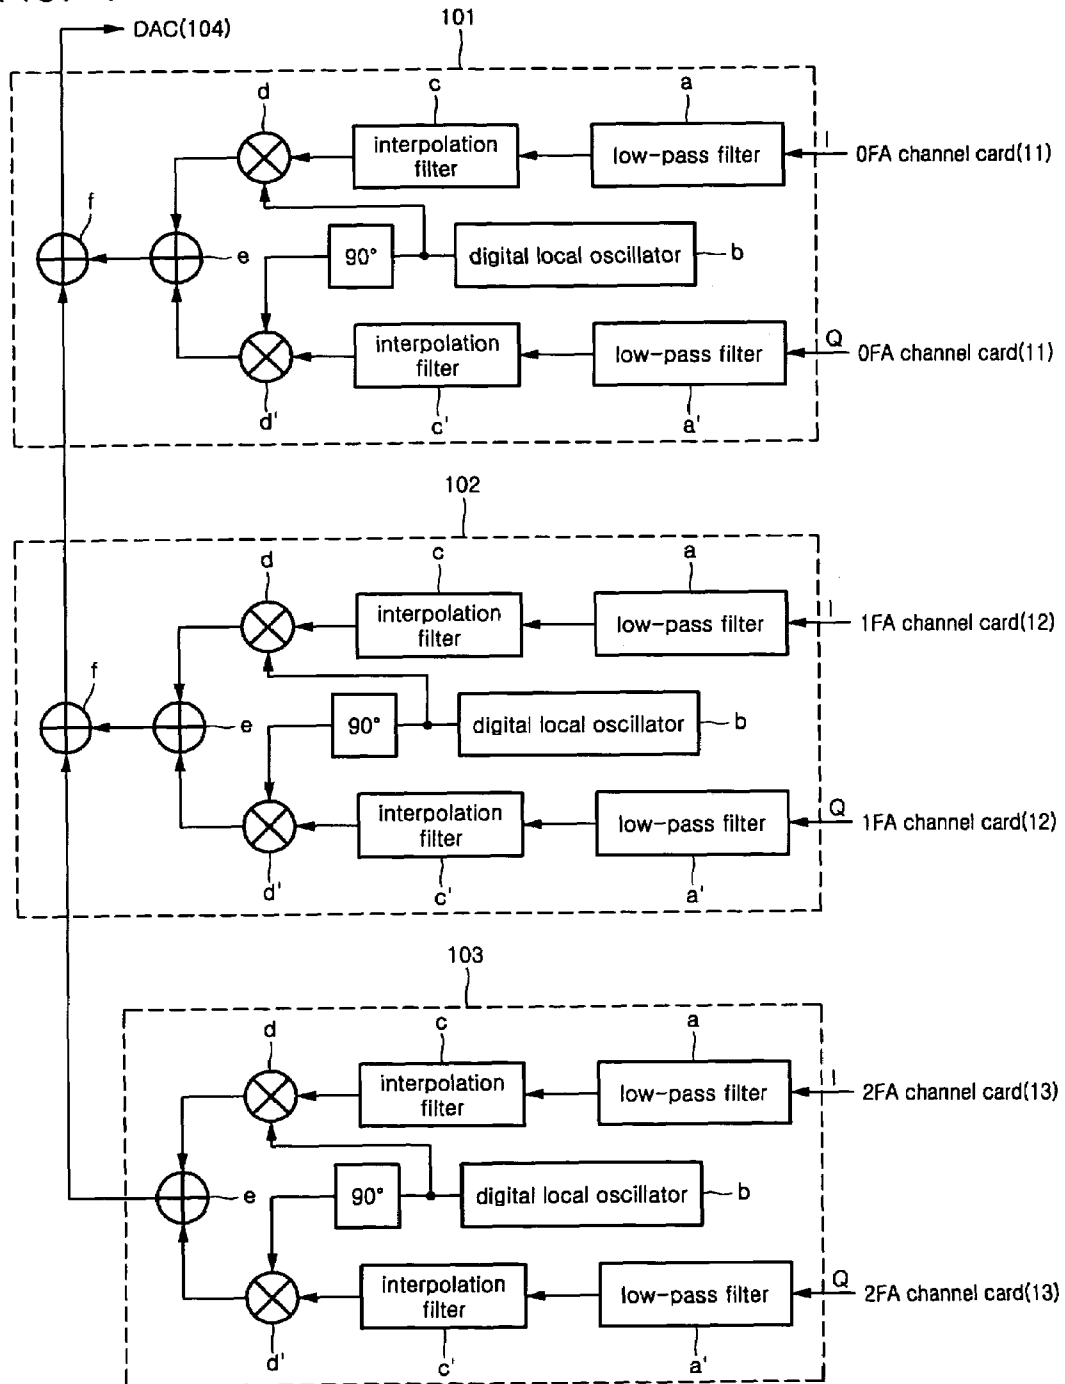 DAC(104)
101
d
c
a
interpolation
filter
low-pass filter
I
0FA channel card(11)
f
e
90°
digital local oscillator
b
interpolation
filter
low-pass filter
Q
0FA channel card(11)
d'
c'
a'
102
d
c
a
interpolation
filter
low-pass filter
I
1FA channel card(12)
f
e
90°
digital local oscillator
b
interpolation
filter
low-pass filter
Q
1FA channel card(12)
d'
c'
a'
103
d
c
a
interpolation
filter
low-pass filter
I
2FA channel card(13)
e
90°
digital local oscillator
b
interpolation
filter
low-pass filter
Q
2FA channel card(13)
d'
c'
a'